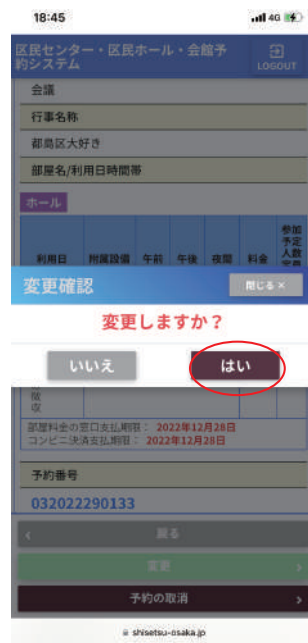 18:45
4G
区民センター・区民ホール・会館予
約システム
LOGOUT
会議
行事名称
都島区大好き
部屋名/利用日時間帯
ホール
利用日 附属設備 午前 午後 夜間 料金 参加
予定
人数
変更確認
閉じる ×
変更しますか？
いいえ
はい
徴
収
部屋料金の窓口支払期限： 2022年12月28日
コンビニ決済支払期限： 2022年12月28日
予約番号
032022290133
戻る
変更
予約の取消
shisetsu-osaka.jp